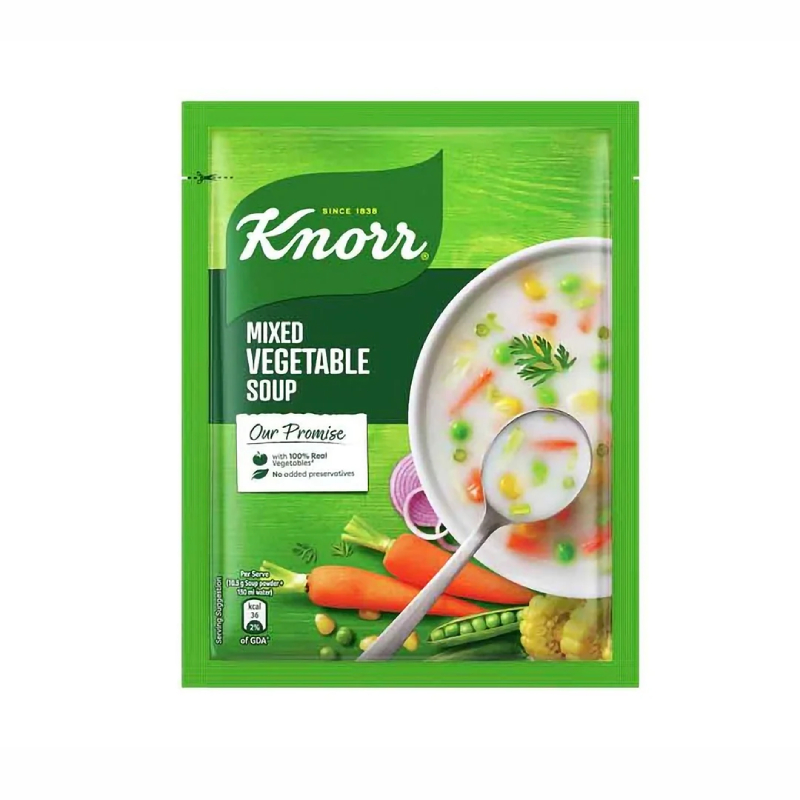 SINCE 1838
Knorr®
MIXED
VEGETABLE
SOUP
Our Promise
with 100% Real
Vegetables*
No added preservatives
Per Serve
(10.3 g Soup powder+
150 ml water)
kcal
36
2%
of GDA*
Serving Suggestion